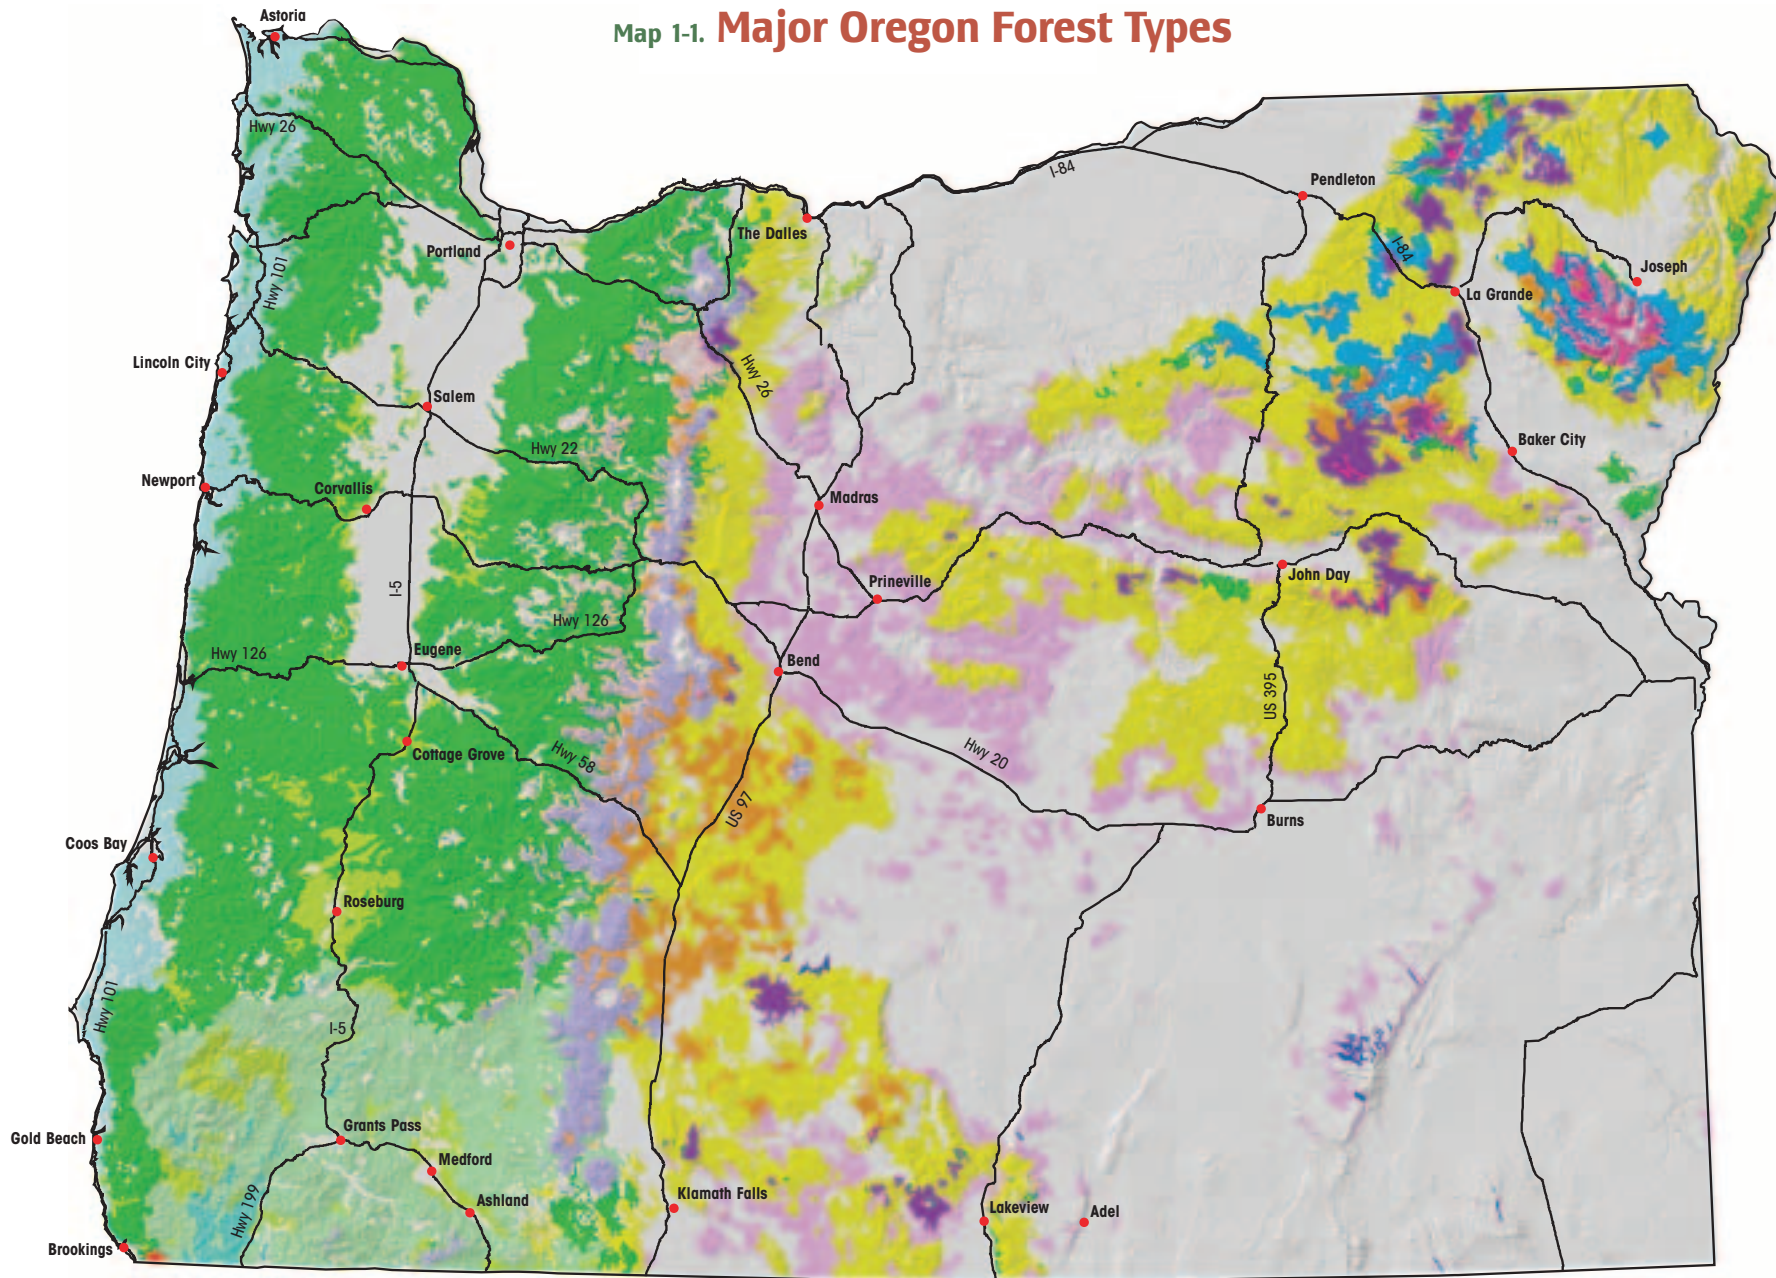 Map 1-1. Major Oregon Forest Types
Astoria
Hwy 26
I-84
Pendleton
The Dalles
Portland
I-84
Hwy 101
Joseph
La Grande
Lincoln City
Hwy 26
Salem
Baker City
Hwy 22
Newport
Corvallis
Madras
John Day
Prineville
I-5
Hwy 126
Hwy 126
Eugene
Bend
US 395
Cottage Grove
Hwy 58
Hwy 20
US 97
Burns
Coos Bay
Roseburg
Hwy 101
I-5
Grants Pass
Gold Beach
Medford
Klamath Falls
Ashland
Hwy 199
Lakeview
Adel
Brookings